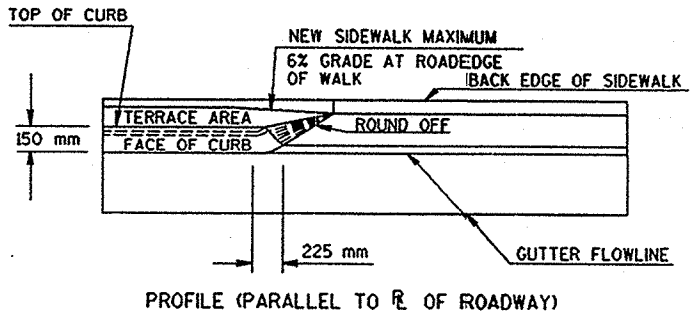 TOP OF CURB
NEW SIDEWALK MAXIMUM
6% GRADE AT ROADEDGE
OF WALK
BACK EDGE OF SIDEWALK
TERRACE AREA
ROUND OFF
150 mm
FACE OF CURB
225 mm
GUTTER FLOWLINE
PROFILE (PARALLEL TO ℞ OF ROADWAY)